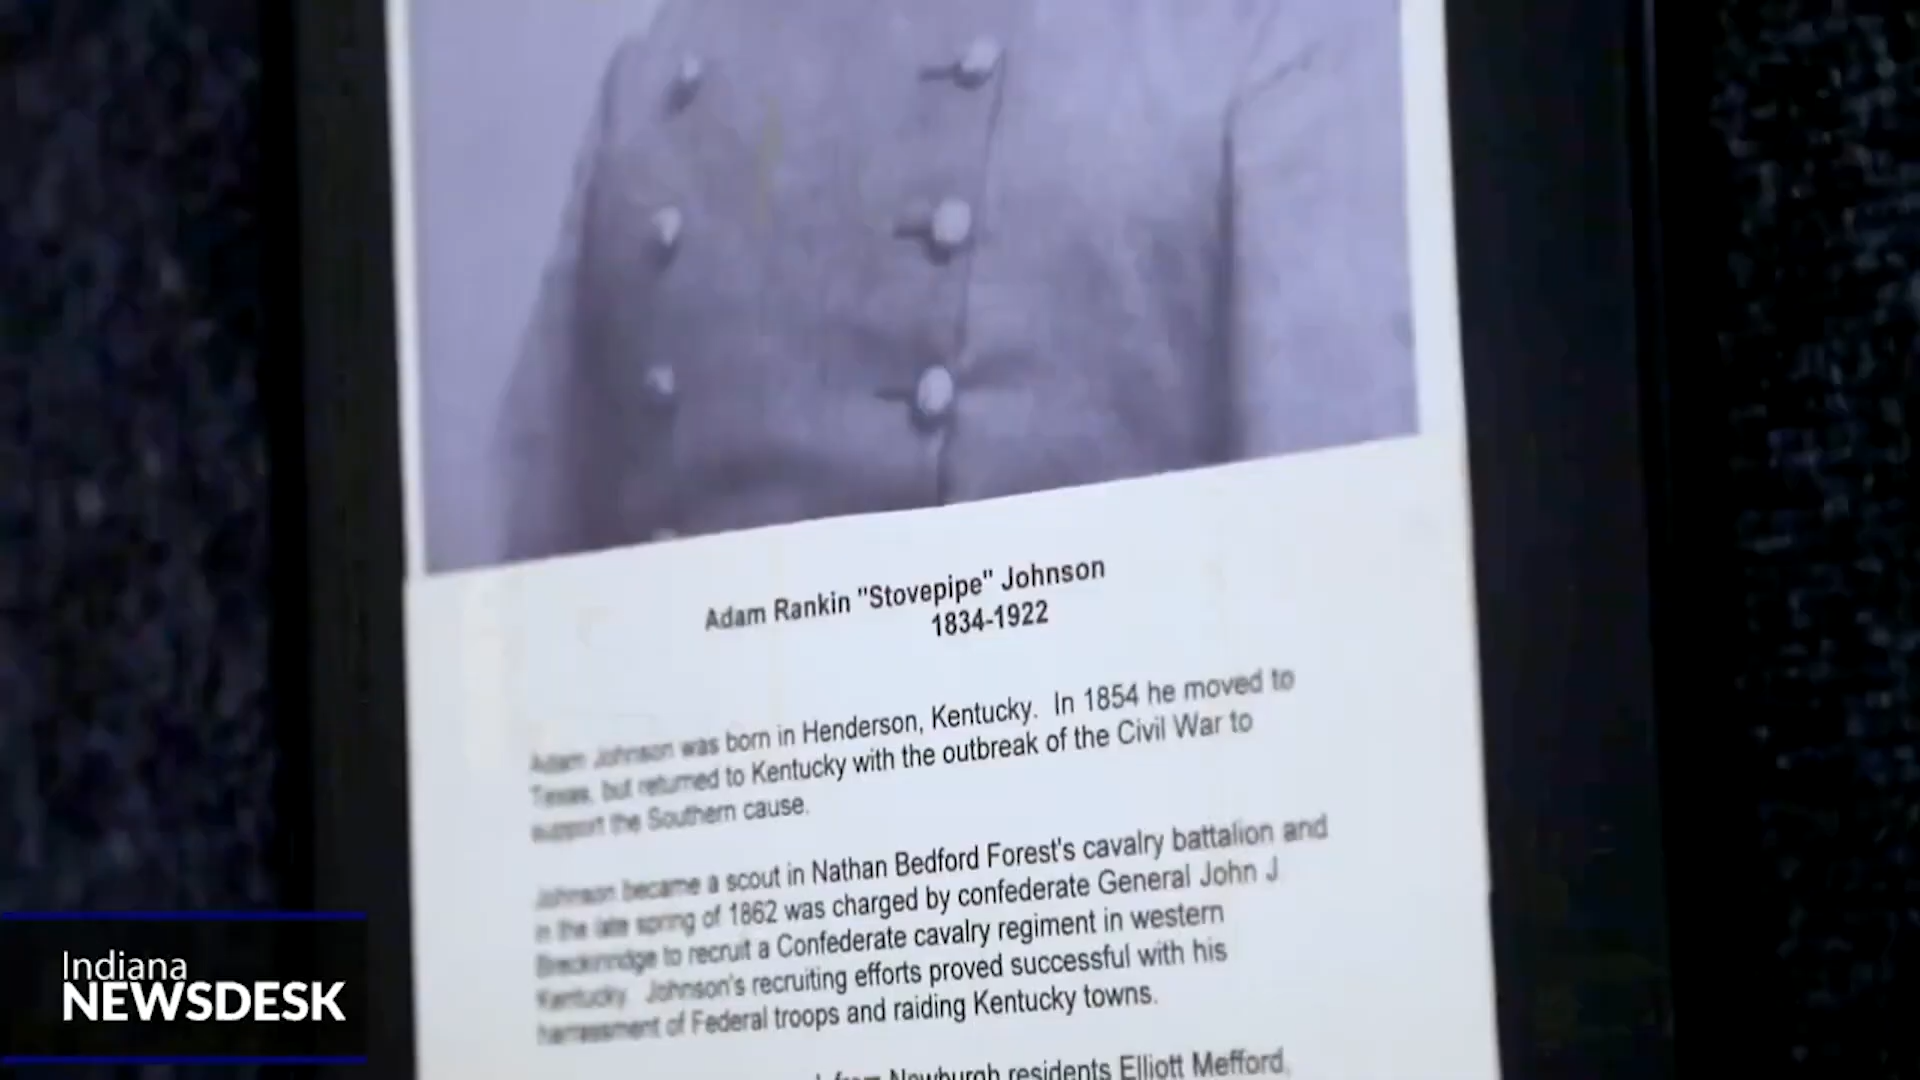 Adam Rankin "Stovepipe" Johnson
1834-1922
Adam Johnson was born in Henderson, Kentucky. In 1854 he moved to
Texas, but returned to Kentucky with the outbreak of the Civil War to
support the Southern cause.
Johnson became a scout in Nathan Bedford Forest's cavalry battalion and
in the late spring of 1862 was charged by confederate General John J
Breckinridge to recruit a Confederate cavalry regiment in western
Kentucky. Johnson's recruiting efforts proved successful with his
harrassment of Federal troops and raiding Kentucky towns.
from Newburgh residents Elliott Mefford,
Indiana
NEWSDESK